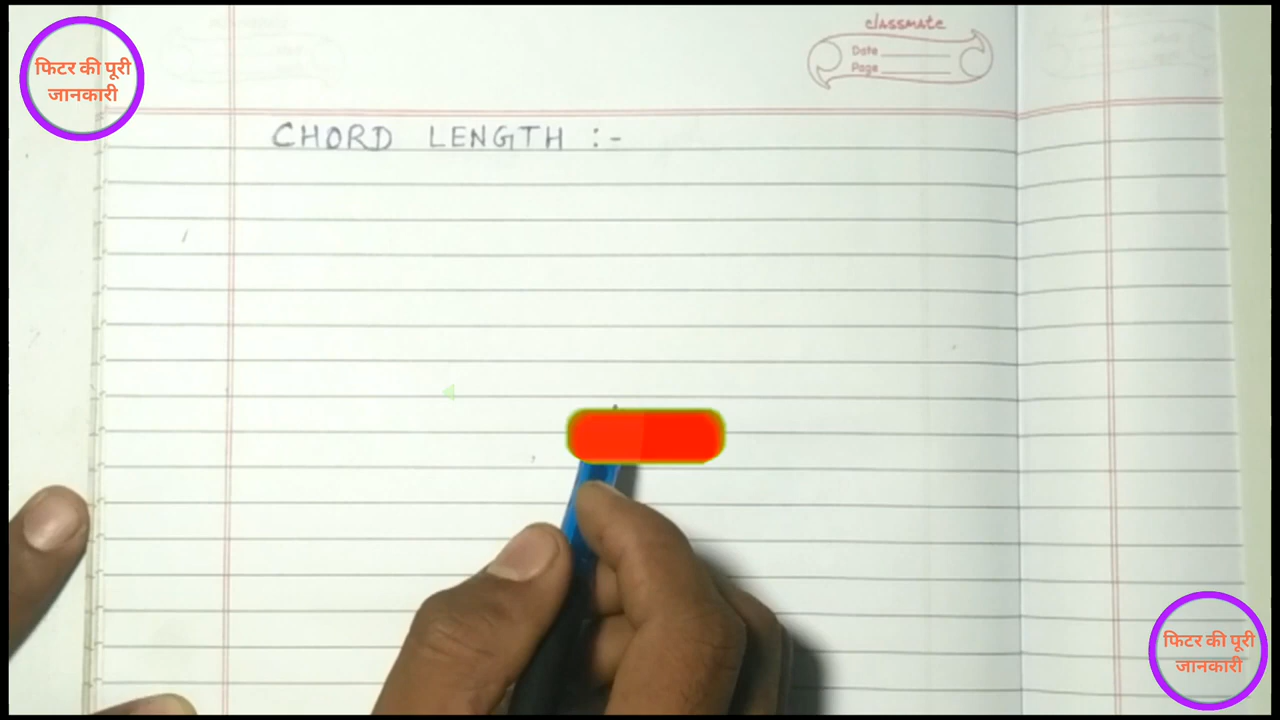 फिटर की पूरी
जानकारी
classmate
Date
Page
CHORD LENGTH :-
फिटर की पूरी
जानकारी